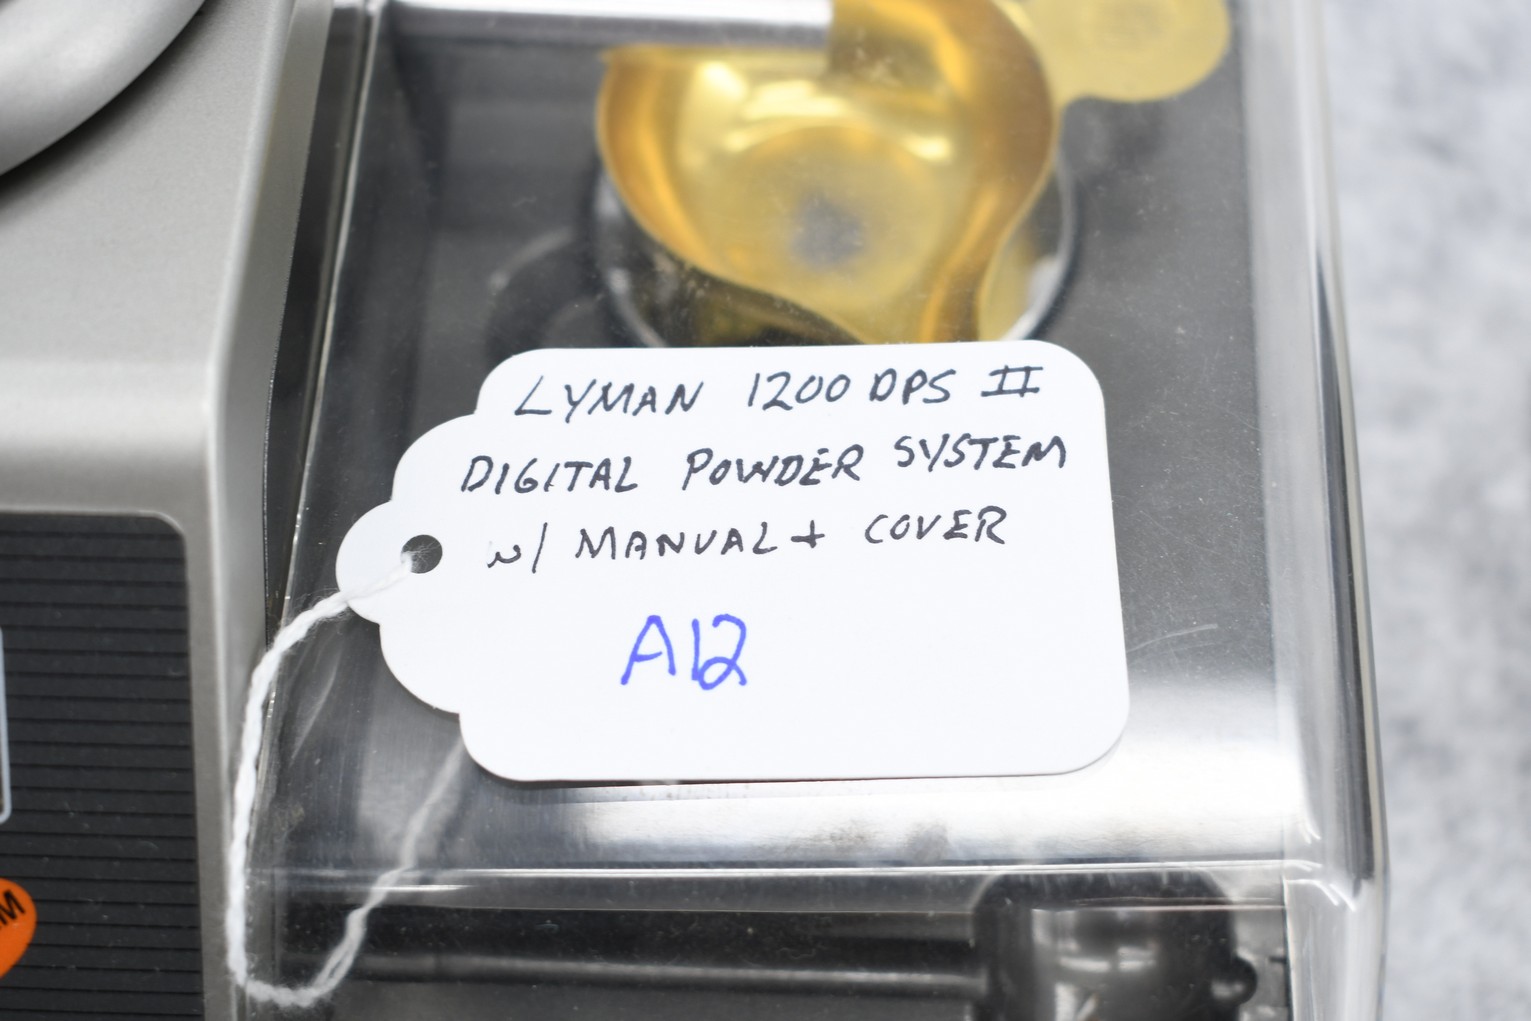 LYMAN 1200 DPS II
DIGITAL POWDER SYSTEM
w/ MANUAL + COVER
A12